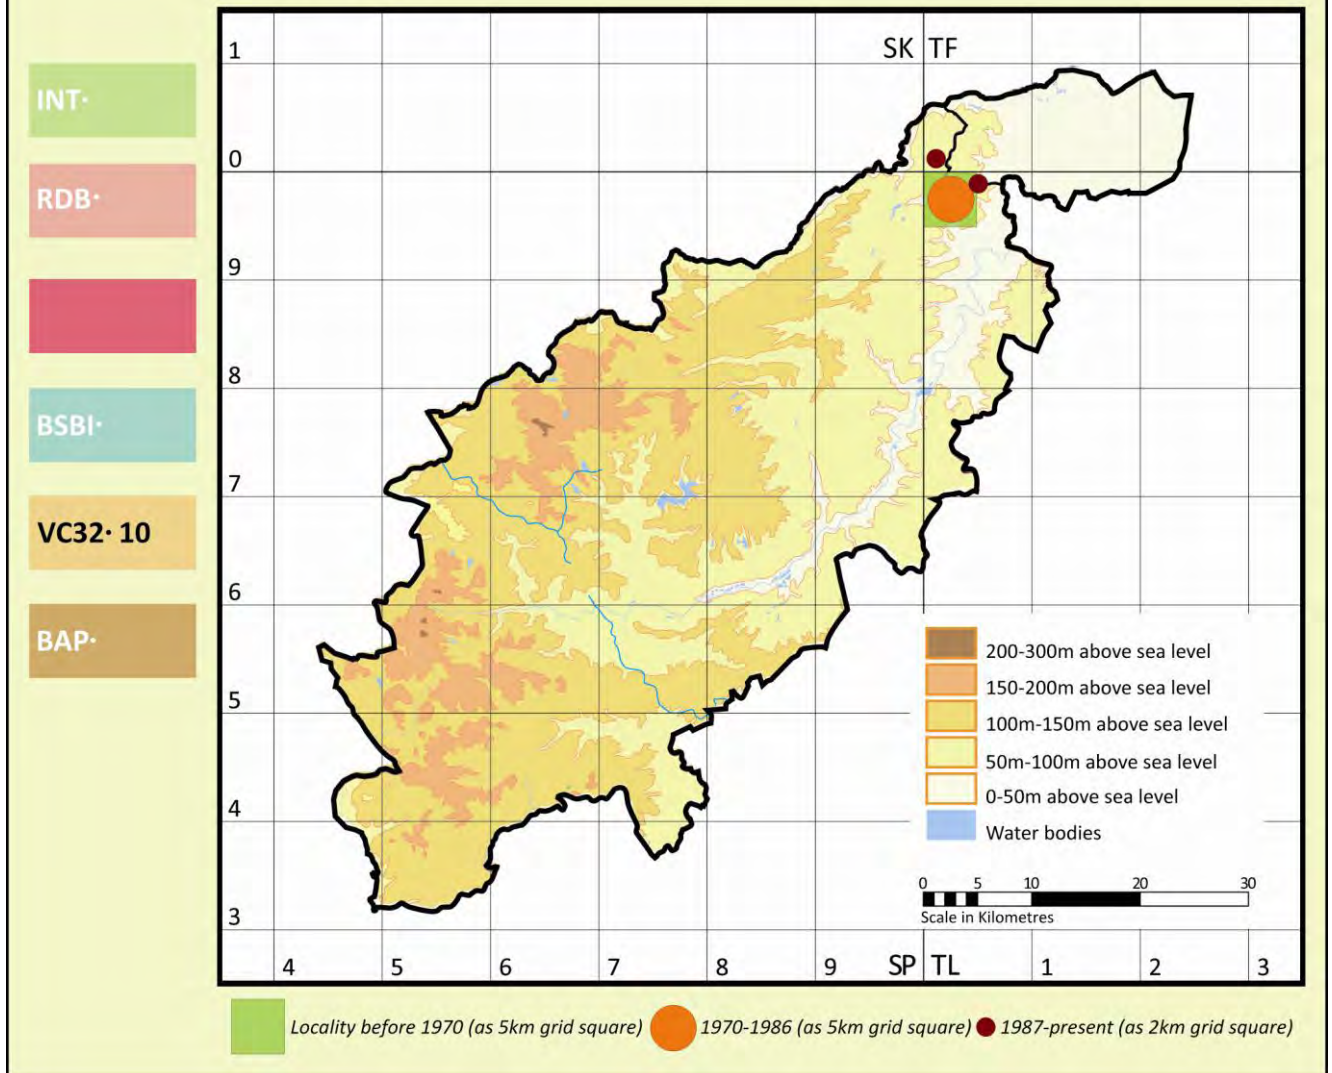 INT·
RDB·
BSBI·
VC32· 10
BAP·
SK TF
1
0
9
8
7
6
5
4
3
4 5 6 7 8 9 SP TL 1 2 3
200-300m above sea level
150-200m above sea level
100m-150m above sea level
50m-100m above sea level
0-50m above sea level
Water bodies
0 5 10 20 30
Scale in Kilometres
Locality before 1970 (as 5km grid square) 1970-1986 (as 5km grid square) 1987-present (as 2km grid square)